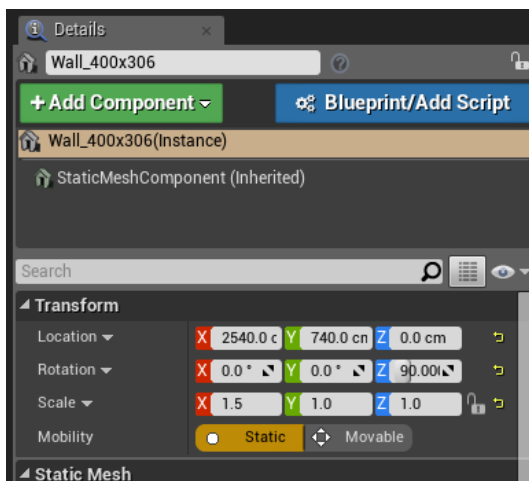 Details
Wall_400x306
+Add Component
Blueprint/Add Script
Wall_400x306(Instance)
StaticMeshComponent (Inherited)
Search
Transform
Location X 2540.0 c Y 740.0 cn Z 0.0 cm
Rotation X 0.0 ° Y 0.0 ° Z 90.00
Scale X 1.5 Y 1.0 Z 1.0
Mobility Static Movable
Static Mesh